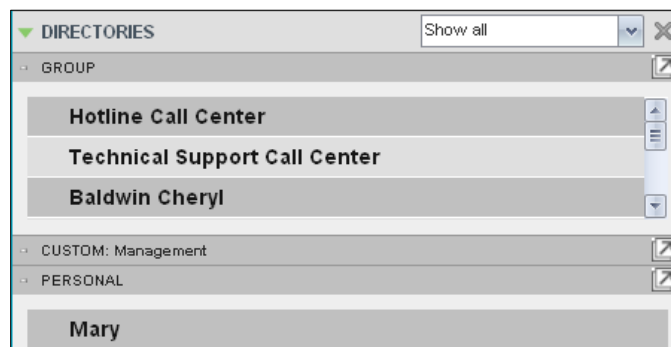 DIRECTORIES Show all
GROUP
Hotline Call Center
Technical Support Call Center
Baldwin Cheryl
CUSTOM: Management
PERSONAL
Mary